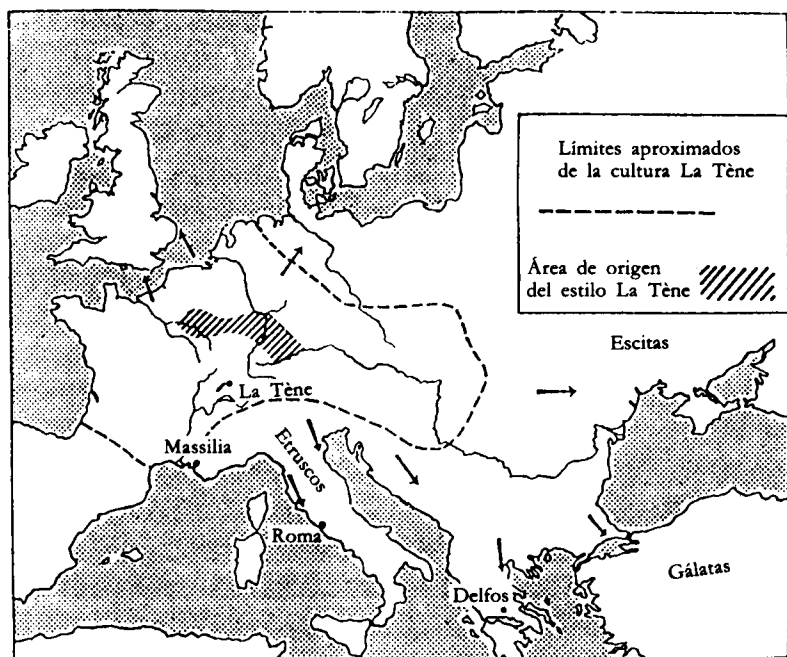 Límites aproximados
de la cultura La Tène
Área de origen
del estilo La Tène
Escitas
La Tène
Massilia
Etruscos
Roma
Delfos
Gálatas